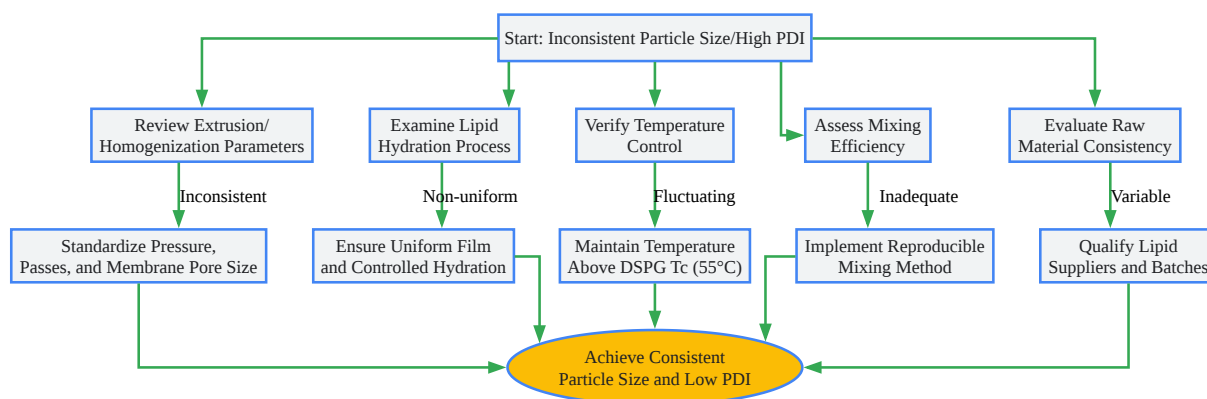 Start: Inconsistent Particle Size/High PDI
Review Extrusion/
Homogenization Parameters
Examine Lipid
Hydration Process
Verify Temperature
Control
Assess Mixing
Efficiency
Evaluate Raw
Material Consistency
Inconsistent
Non-uniform
Fluctuating
Inadequate
Variable
Standardize Pressure,
Passes, and Membrane Pore Size
Ensure Uniform Film
and Controlled Hydration
Maintain Temperature
Above DSPG Tc (55°C)
Implement Reproducible
Mixing Method
Qualify Lipid
Suppliers and Batches
Achieve Consistent
Particle Size and Low PDI